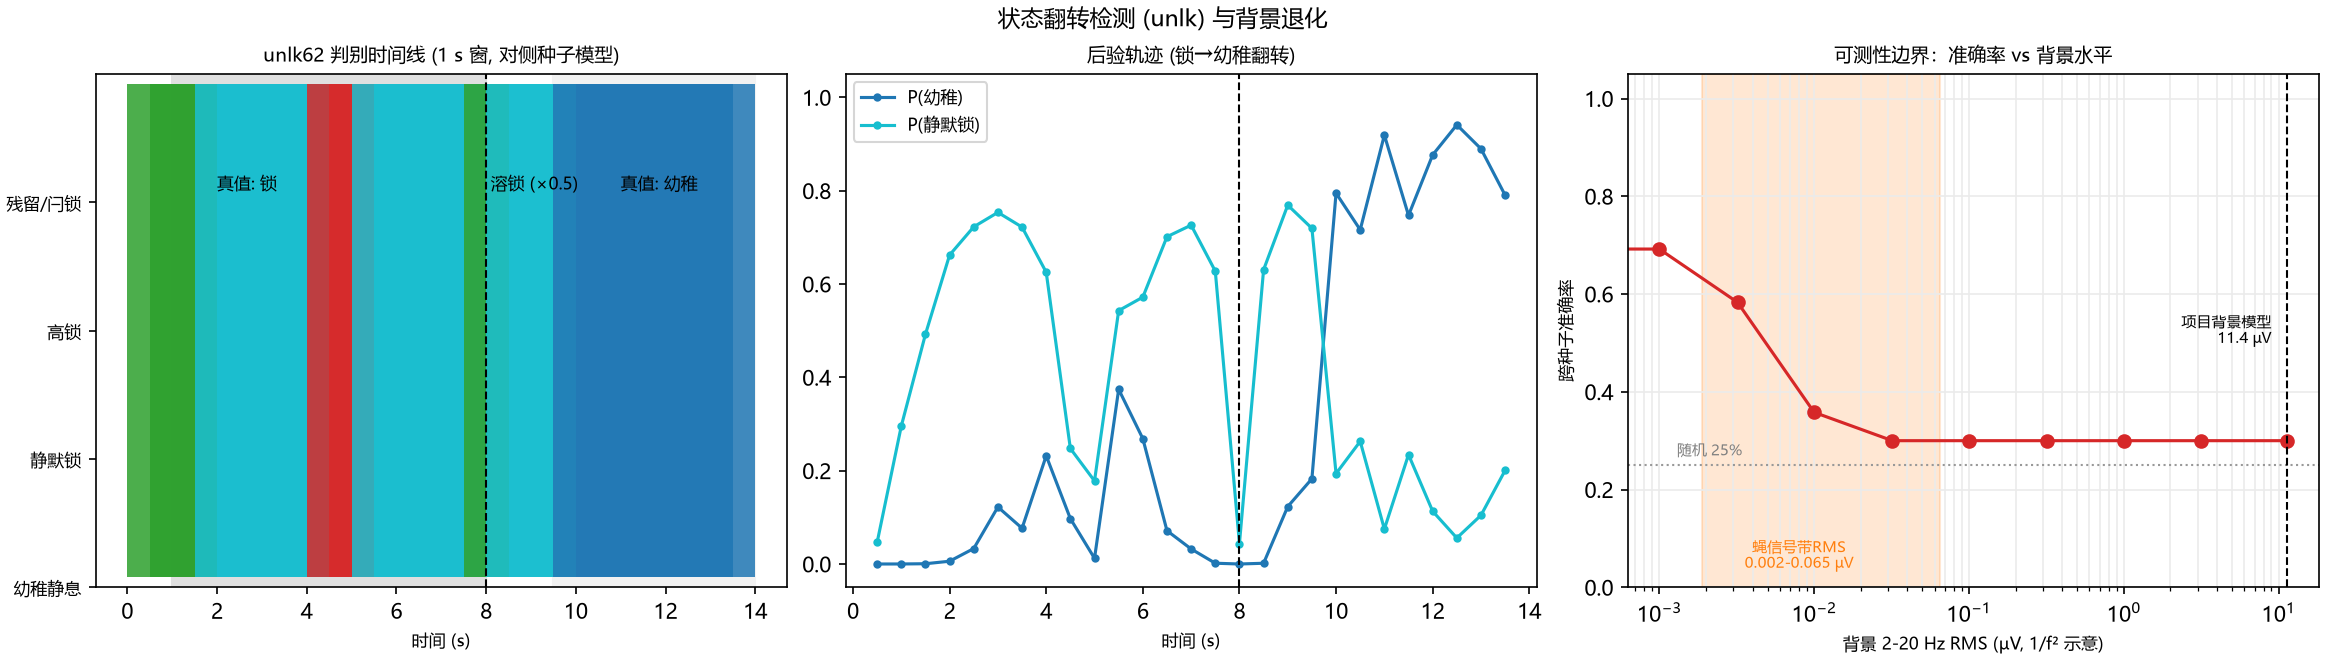 状态翻转检测 (unlk) 与背景退化
unlk62 判别时间线 (1 s 窗, 对侧种子模型)
残留/闩锁
高锁
静默锁
幼稚静息
真值: 锁
溶锁 (×0.5)
真值: 幼稚
0 2 4 6 8 10 12 14
时间 (s)
后验轨迹 (锁→幼稚翻转)
P(幼稚)
P(静默锁)
1.0
0.8
0.6
0.4
0.2
0.0
0 2 4 6 8 10 12 14
时间 (s)
可测性边界：准确率 vs 背景水平
跨种子准确率
1.0
0.8
0.6
0.4
0.2
0.0
项目背景模型
11.4 μV
随机 25%
蝇信号带RMS
0.002-0.065 μV
10⁻³ 10⁻² 10⁻¹ 10⁰ 10¹
背景 2-20 Hz RMS (μV, 1/f² 示意)